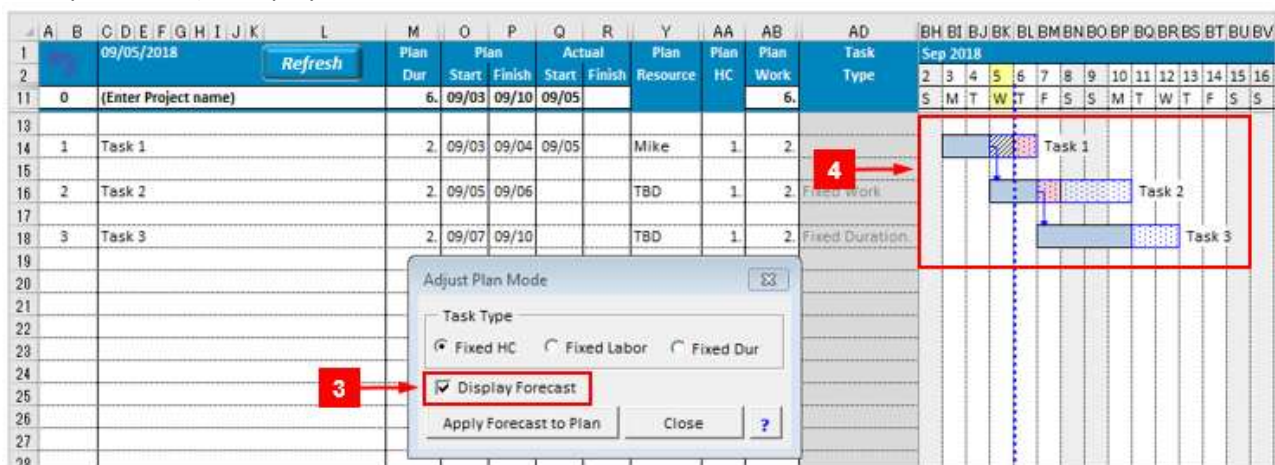 A B C D E F G H I J K L M O P Q R Y AA AB AD BH BI BJ BK BL BM BN BO BP BQ BR BS BT BU BV
1 09/05/2018 Refresh Plan Plan Actual Plan Plan Plan Task Sep 2018
2 Dur Start Finish Start Finish Resource HC Work Type 2 3 4 5 6 7 8 9 10 11 12 13 14 15 16
11 0 (Enter Project name) 6. 09/03 09/10 09/05 6. S M T W T F S S M T W T F S S
13
14 1 Task 1 2. 09/03 09/04 09/05 Mike 1. 2. Task 1
15 4
16 2 Task 2 2. 09/05 09/06 TBD 1. 2. Fixed Work Task 2
17
18 3 Task 3 2. 09/07 09/10 TBD 1. 2. Fixed Duration Task 3
19
20 Adjust Plan Mode
21
22 Task Type
23 Fixed HC Fixed Labor Fixed Dur
24
25 3 Display Forecast
26 Apply Forecast to Plan Close ?
27
28